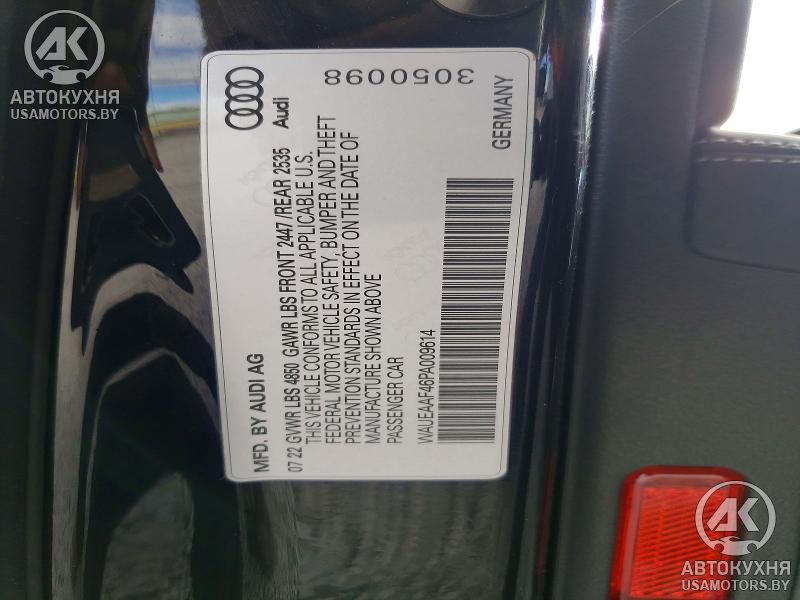 AK
АВТОКУХНЯ
USAMOTORS.BY
Audi
3050098
MFD. BY AUDI AG
07 22 GVWR LBS 4850 GAWR LBS FRONT 2447 /REAR 2535
THIS VEHICLE CONFORMS TO ALL APPLICABLE U.S.
FEDERAL MOTOR VEHICLE SAFETY, BUMPER AND THEFT
PREVENTION STANDARDS IN EFFECT ON THE DATE OF
MANUFACTURE SHOWN ABOVE
PASSENGER CAR
WAUEAAF46PA009614
GERMANY
AK
АВТОКУХНЯ
USAMOTORS.BY